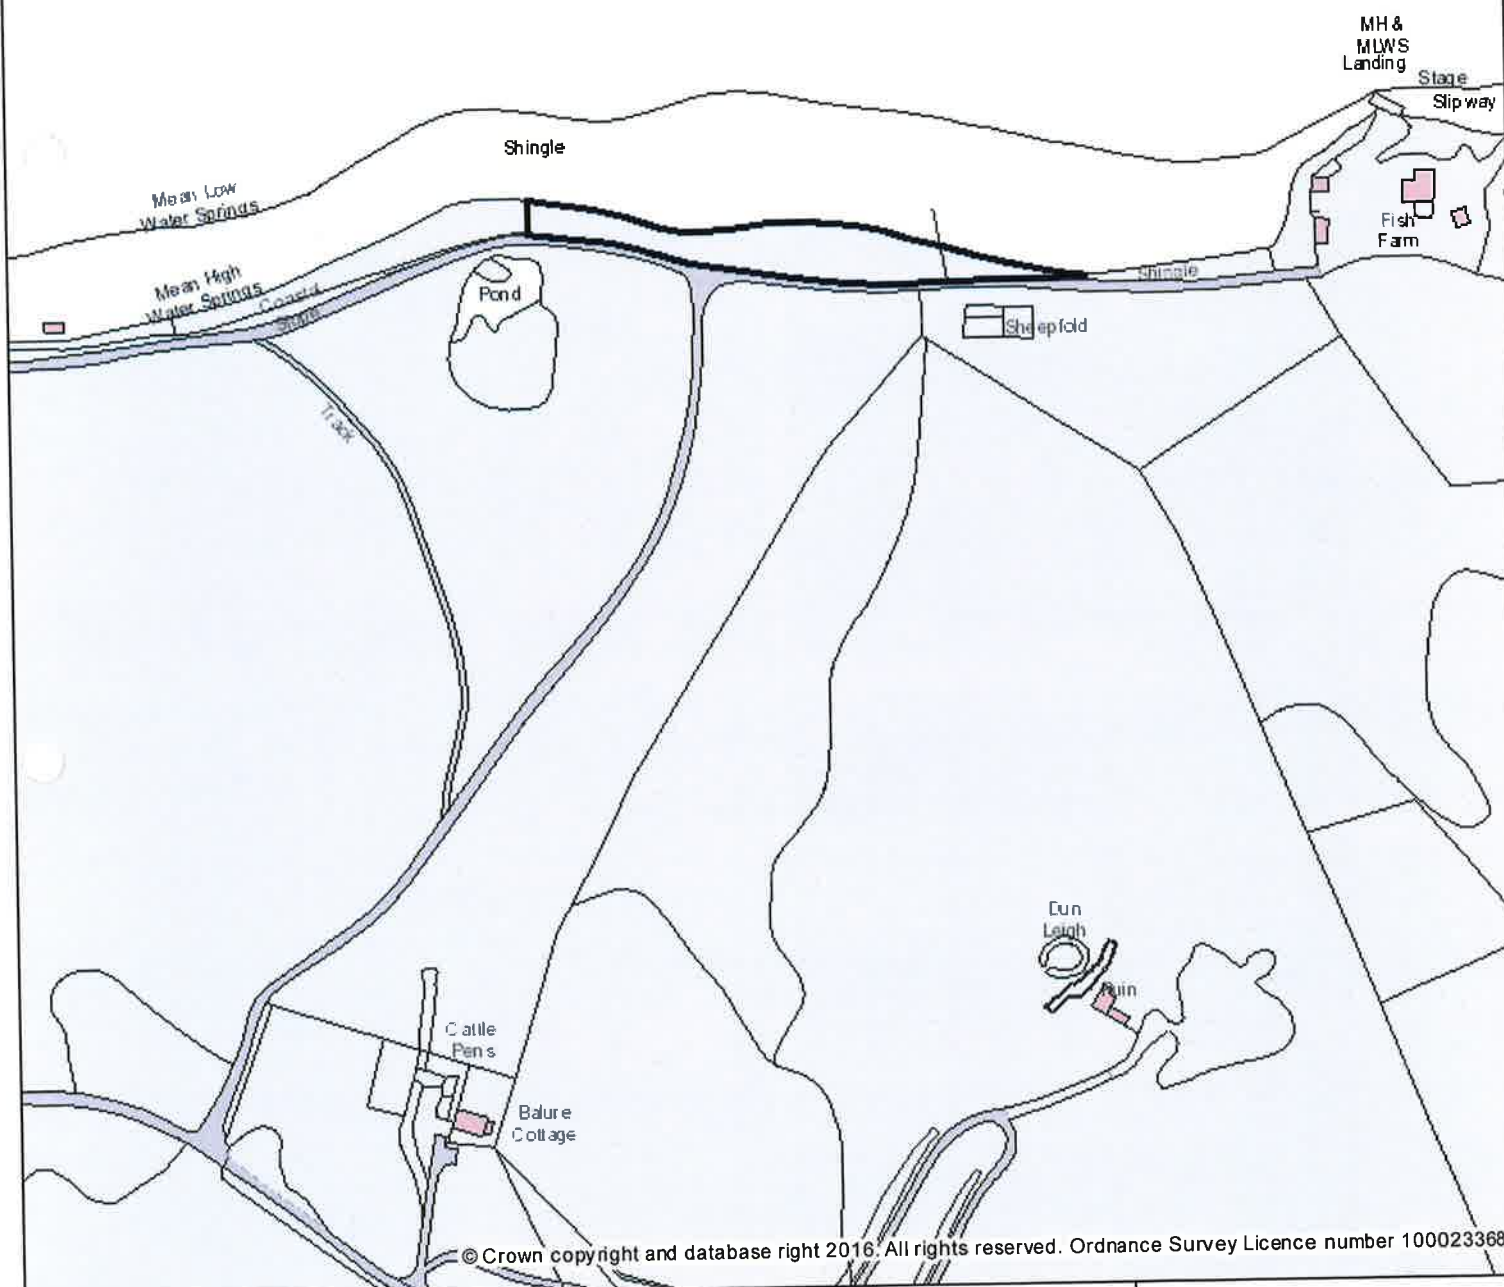 MH &
MLWS
Landing
Stage
Slipway
Shingle
Mean Low
Water Springs
Fish
Farm
Mean High
Water Springs
Coastal
Slope
Shingle
Pond
Sheepfold
Track
Dun
Leigh
Ruin
Cattle
Pens
Balure
Cottage
© Crown copyright and database right 2016. All rights reserved. Ordnance Survey Licence number 100023368